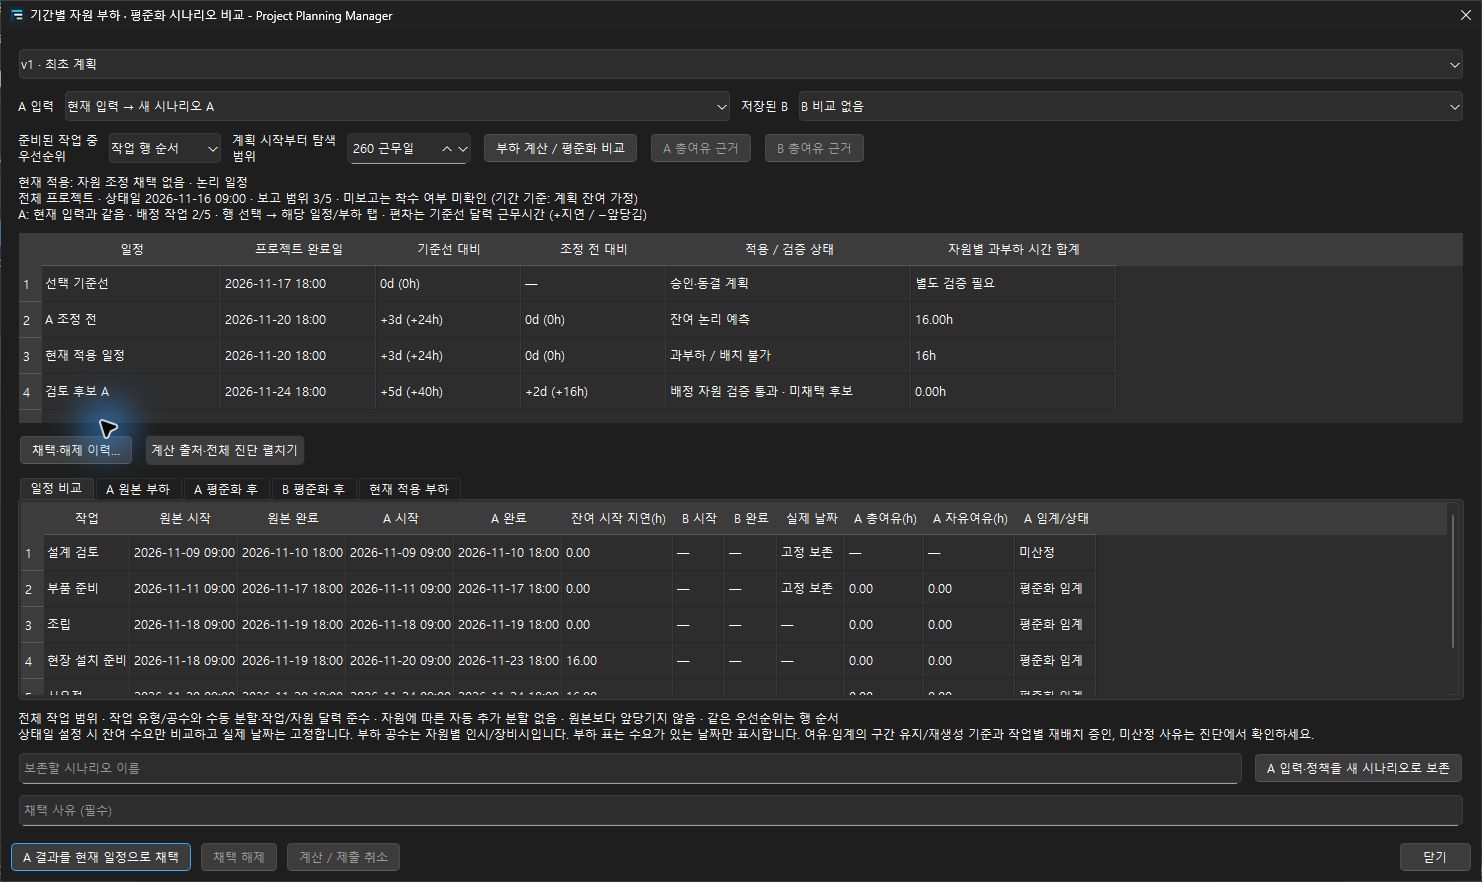 기간별 자원 부하 · 평준화 시나리오 비교 - Project Planning Manager
v1 · 최초 계획
A 입력 현재 입력 → 새 시나리오 A 저장된 B B 비교 없음
준비된 작업 중 우선순위 작업 행 순서 계획 시작부터 탐색 범위 260 근무일 부하 계산 / 평준화 비교 A 총여유 근거 B 총여유 근거
현재 적용: 자원 조정 채택 없음 · 논리 일정
전체 프로젝트 · 상태일 2026-11-16 09:00 · 보고 범위 3/5 · 미보고는 착수 여부 미확인 (기간 기준: 계획 잔여 가정)
A: 현재 입력과 같음 · 배정 작업 2/5 · 행 선택 → 해당 일정/부하 탭 · 편차는 기준선 달력 근무시간 (+지연 / −앞당김)
일정 프로젝트 완료일 기준선 대비 조정 전 대비 적용 / 검증 상태 자원별 과부하 시간 합계
1 선택 기준선 2026-11-17 18:00 0d (0h) — 승인·동결 계획 별도 검증 필요
2 A 조정 전 2026-11-20 18:00 +3d (+24h) 0d (0h) 잔여 논리 예측 16.00h
3 현재 적용 일정 2026-11-20 18:00 +3d (+24h) 0d (0h) 과부하 / 배치 불가 16h
4 검토 후보 A 2026-11-24 18:00 +5d (+40h) +2d (+16h) 배정 자원 검증 통과 · 미채택 후보 0.00h
채택·해제 이력... 계산 출처·전체 진단 펼치기
일정 비교 A 원본 부하 A 평준화 후 B 평준화 후 현재 적용 부하
작업 원본 시작 원본 완료 A 시작 A 완료 잔여 시작 지연(h) B 시작 B 완료 실제 날짜 A 총여유(h) A 자유여유(h) A 임계/상태
1 설계 검토 2026-11-09 09:00 2026-11-10 18:00 2026-11-09 09:00 2026-11-10 18:00 0.00 — — 고정 보존 — — 미산정
2 부품 준비 2026-11-11 09:00 2026-11-17 18:00 2026-11-11 09:00 2026-11-17 18:00 0.00 — — 고정 보존 0.00 0.00 평준화 임계
3 조립 2026-11-18 09:00 2026-11-19 18:00 2026-11-18 09:00 2026-11-19 18:00 0.00 — — — 0.00 0.00 평준화 임계
4 현장 설치 준비 2026-11-18 09:00 2026-11-19 18:00 2026-11-20 09:00 2026-11-23 18:00 16.00 — — — 0.00 0.00 평준화 임계
전체 작업 범위 · 작업 유형/공수와 수동 분할·작업/자원 달력 준수 · 자원에 따른 자동 추가 분할 없음 · 원본보다 앞당기지 않음 · 같은 우선순위는 행 순서
상태일 설정 시 잔여 수요만 비교하고 실제 날짜는 고정합니다. 부하 공수는 자원별 인시/장비시입니다. 부하 표는 수요가 있는 날짜만 표시합니다. 여유·임계의 구간 유지/재생성 기준과 작업별 재배치 증인, 미산정 사유는 진단에서 확인하세요.
보존할 시나리오 이름 A 입력·정책을 새 시나리오로 보존
채택 사유 (필수)
A 결과를 현재 일정으로 채택 채택 해제 계산 / 제출 취소 닫기